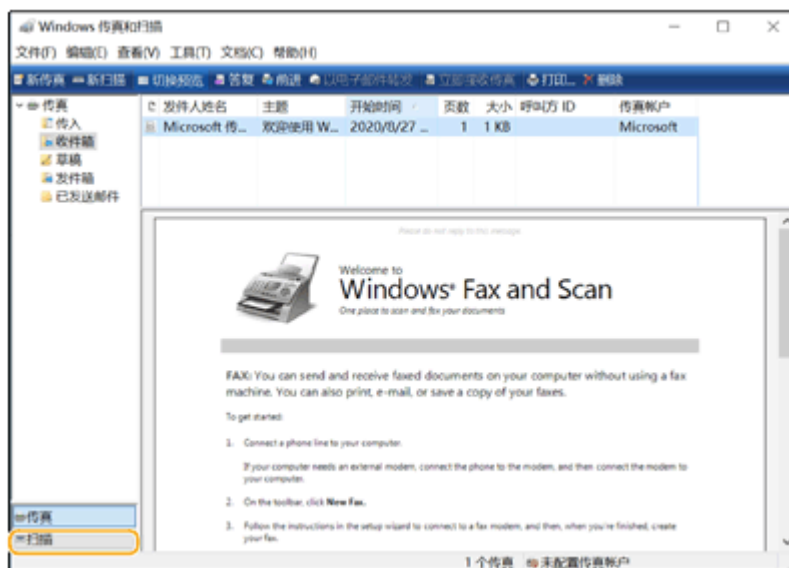 Windows 传真和扫描
文件(F) 编辑(E) 查看(V) 工具(T) 文档(C) 帮助(H)
新传真 新扫描 切换预览 答复 前进 以电子邮件转发 立即接收传真 打印... 删除
传真
传入
收件箱
草稿
发件箱
已发送邮件
发件人姓名 主题 开始时间 页数 大小 呼叫方 ID 传真帐户
Microsoft 传... 欢迎使用 W... 2020/8/27 ... 1 1 KB Microsoft
Please do not reply to this message.
Welcome to
Windows® Fax and Scan
One place to scan and fax your documents
FAX: You can send and receive faxed documents on your computer without using a fax
machine. You can also print, e-mail, or save a copy of your faxes.
To get started:
1. Connect a phone line to your computer.
If your computer needs an external modem, connect the phone to the modem, and then connect the modem to
your computer.
2. On the toolbar, click New Fax.
3. Follow the instructions in the setup wizard to connect to a fax modem, and then, when you're finished, create
your fax.
传真
扫描
1 个传真 未配置传真帐户